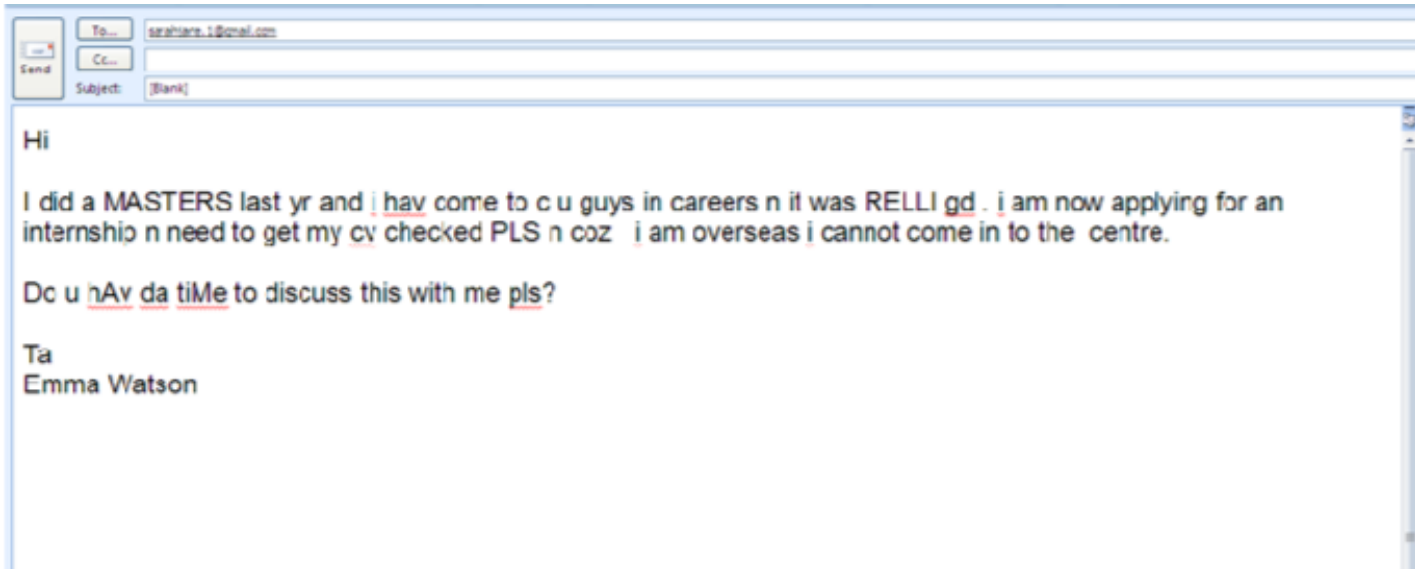 To...
Cc...
Send
Subject: [Blank]
Hi
I did a MASTERS last yr and i hav come to c u guys in careers n it was RELLI gd . i am now applying for an
internship n need to get my cv checked PLS n coz i am overseas i cannot come in to the centre.
Do u hAv da tiMe to discuss this with me pls?
Ta
Emma Watson